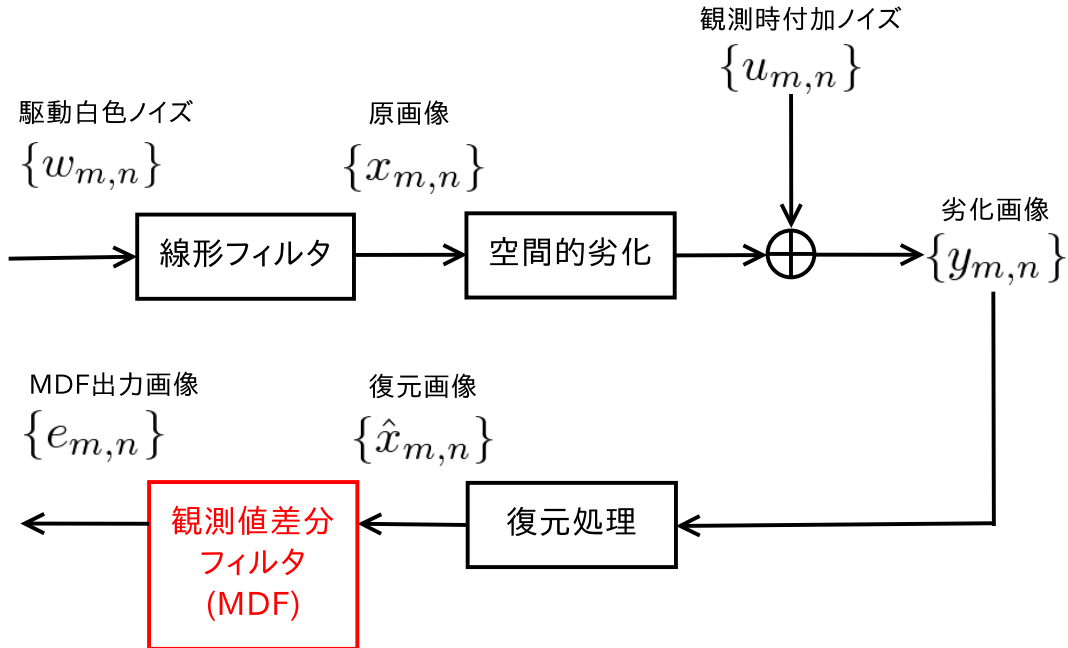 観測時付加ノイズ
{u_{m,n}}
駆動白色ノイズ
{w_{m,n}}
原画像
{x_{m,n}}
線形フィルタ
空間的劣化
劣化画像
{y_{m,n}}
MDF出力画像
{e_{m,n}}
復元画像
{x̂_{m,n}}
観測値差分
フィルタ
(MDF)
復元処理